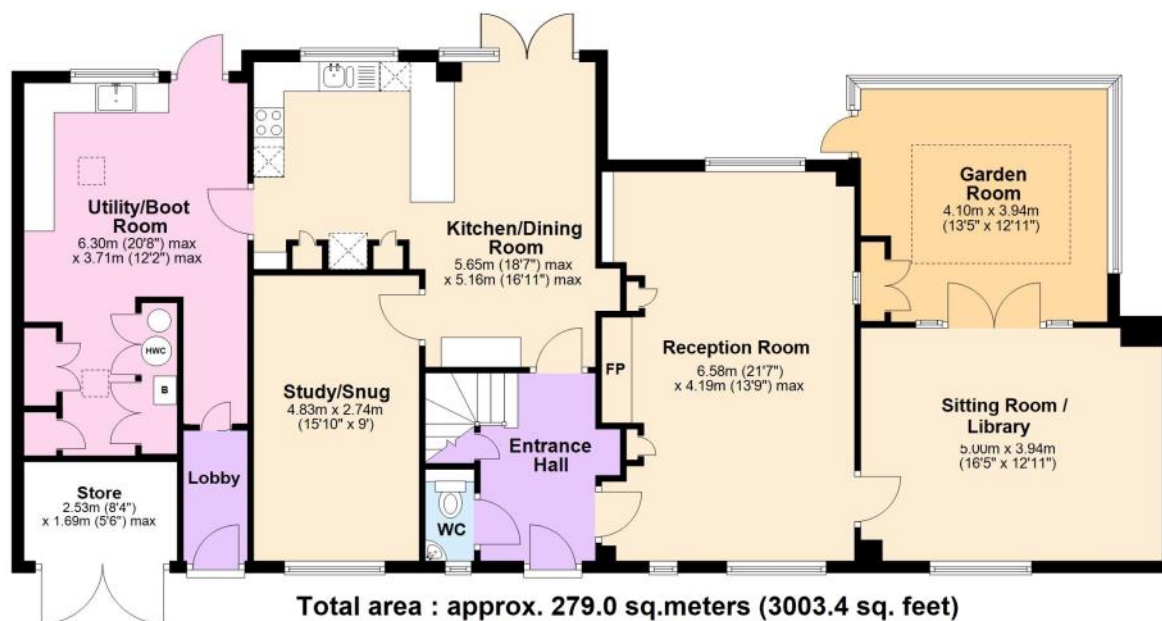 Utility/Boot
Room
6.30m (20'8") max
x 3.71m (12'2") max
HWC
B
Store
2.53m (8'4")
x 1.69m (5'6") max
Lobby
Kitchen/Dining
Room
5.65m (18'7") max
x 5.16m (16'11") max
Study/Snug
4.83m x 2.74m
(15'10" x 9')
WC
Entrance
Hall
FP
Reception Room
6.58m (21'7")
x 4.19m (13'9") max
Garden
Room
4.10m x 3.94m
(13'5" x 12'11")
Sitting Room /
Library
5.00m x 3.94m
(16'5" x 12'11")
Total area : approx. 279.0 sq.meters (3003.4 sq. feet)